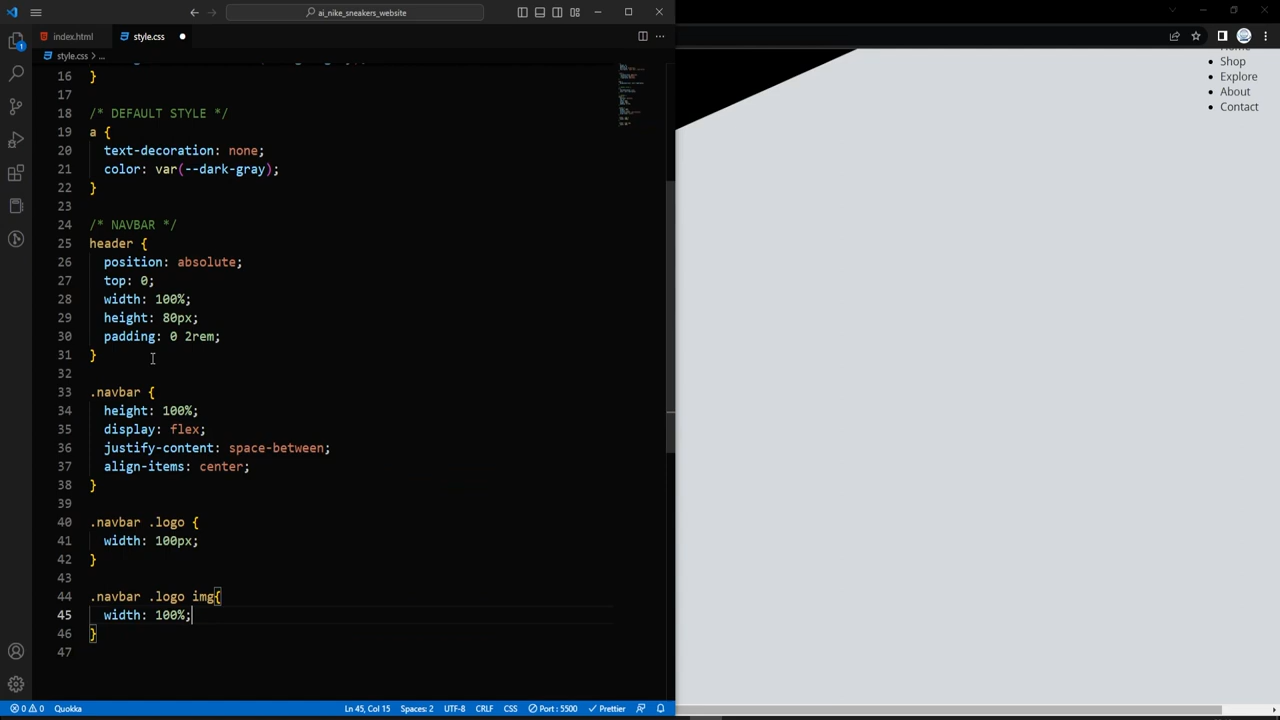 ai_nike_sneakers_website
index.html
style.css
style.css > ...
16 }
17
18 /* DEFAULT STYLE */
19 a {
20 text-decoration: none;
21 color: var(--dark-gray);
22 }
23
24 /* NAVBAR */
25 header {
26 position: absolute;
27 top: 0;
28 width: 100%;
29 height: 80px;
30 padding: 0 2rem;
31 }
32
33 .navbar {
34 height: 100%;
35 display: flex;
36 justify-content: space-between;
37 align-items: center;
38 }
39
40 .navbar .logo {
41 width: 100px;
42 }
43
44 .navbar .logo img{
45 width: 100%;
46 }
47
Home
Shop
Explore
About
Contact
1
0 0 Quokka Ln 45, Col 15 Spaces: 2 UTF-8 CRLF CSS Port : 5500 Prettier